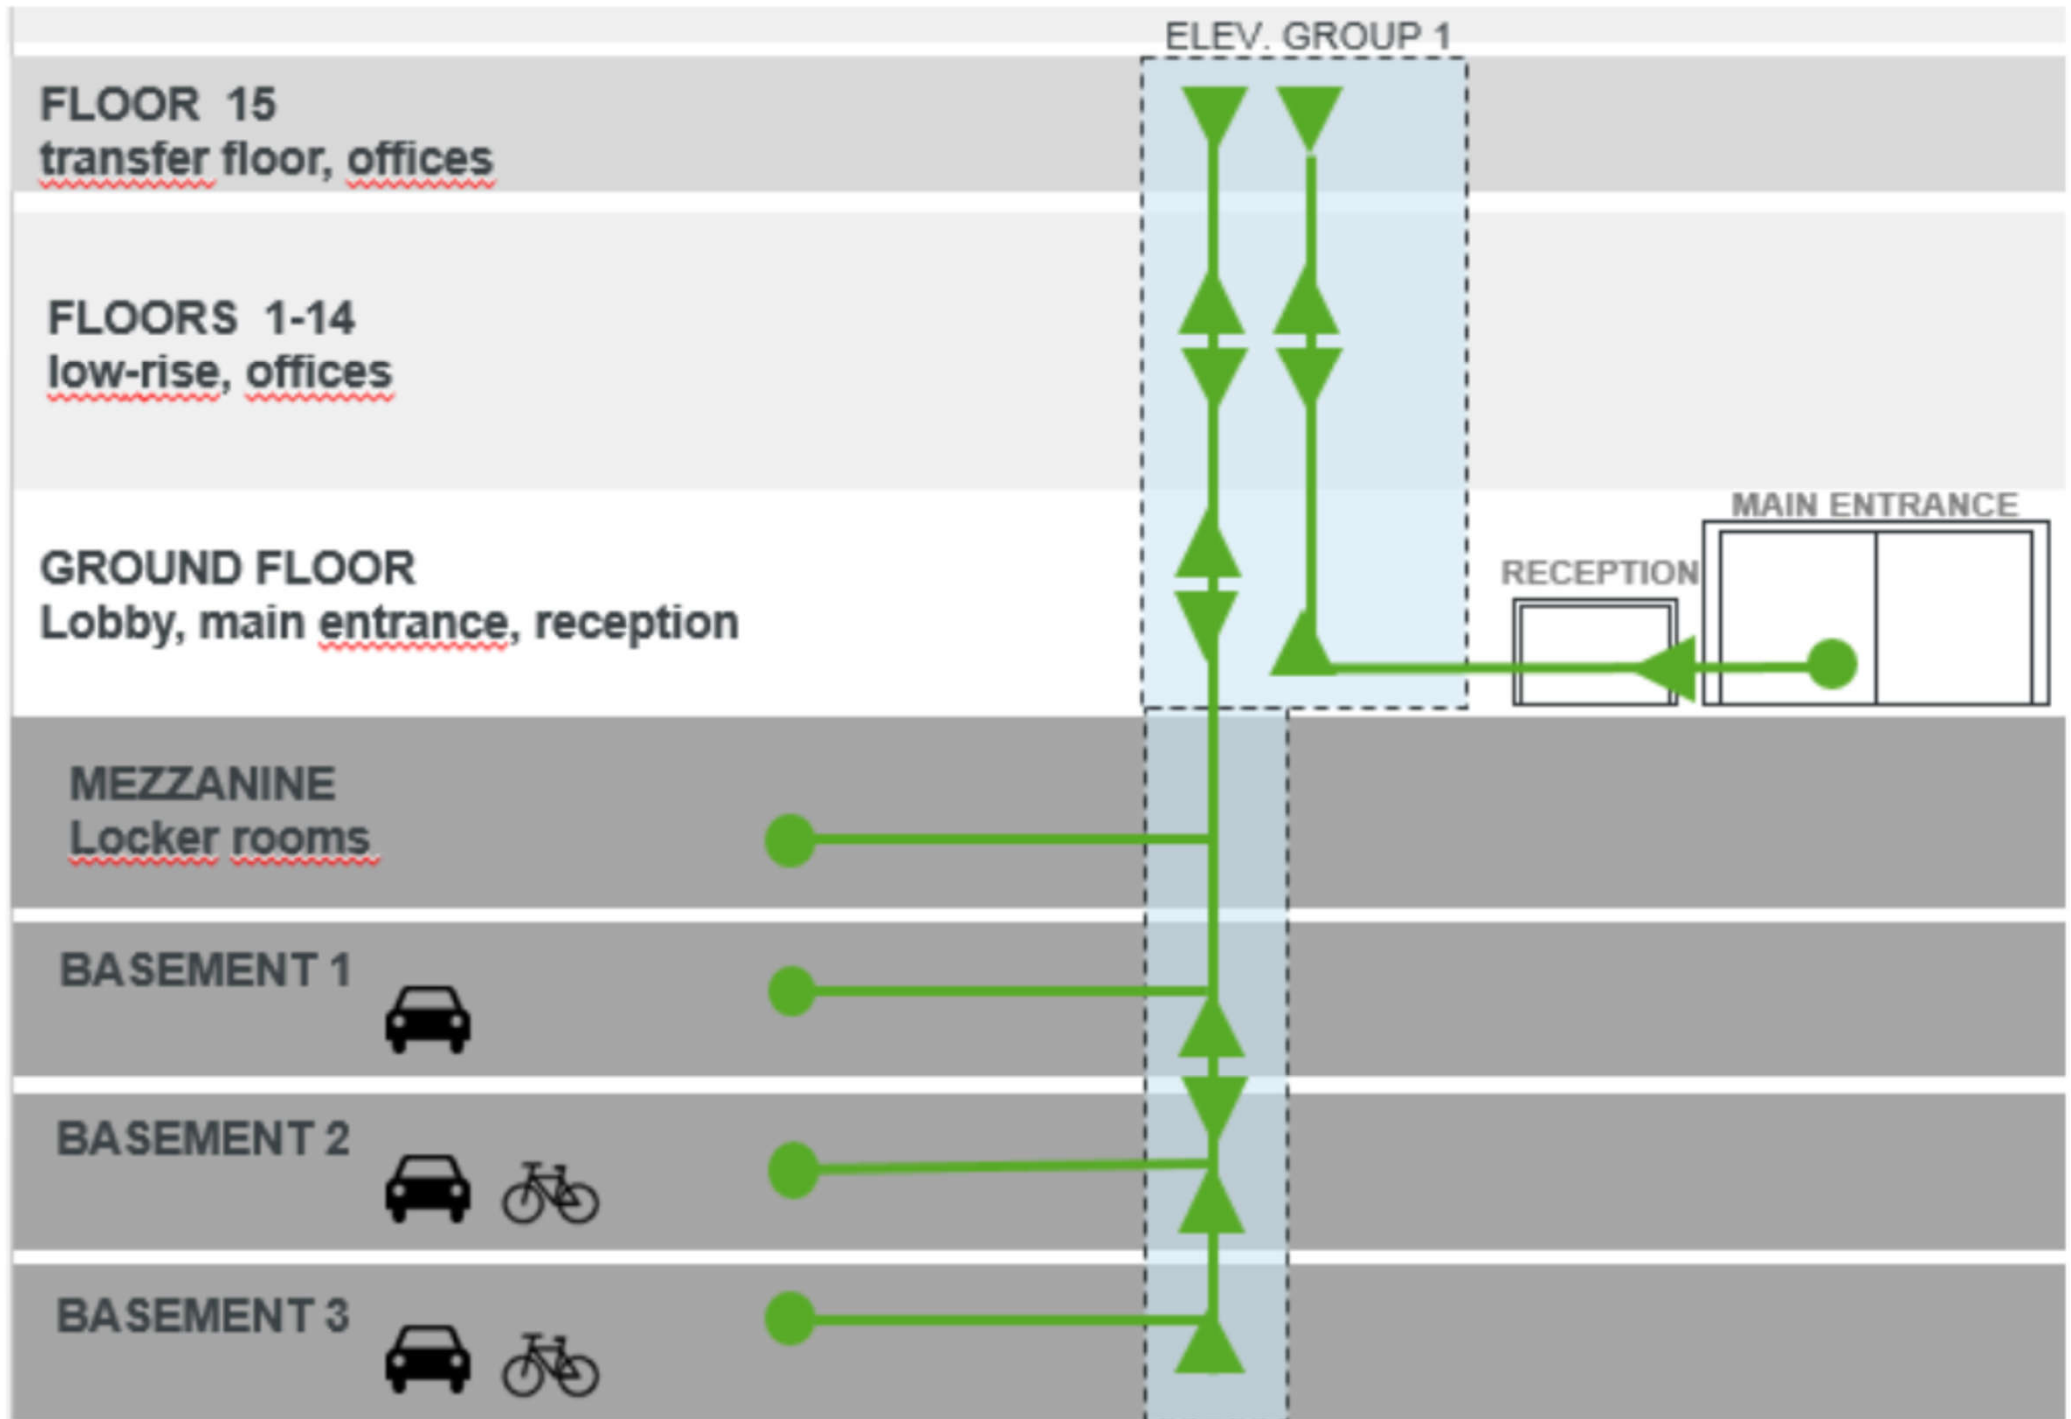 ELEV. GROUP 1
FLOOR 15
transfer floor, offices
FLOORS 1-14
low-rise, offices
MAIN ENTRANCE
RECEPTION
GROUND FLOOR
Lobby, main entrance, reception
MEZZANINE
Locker rooms
BASEMENT 1
BASEMENT 2
BASEMENT 3